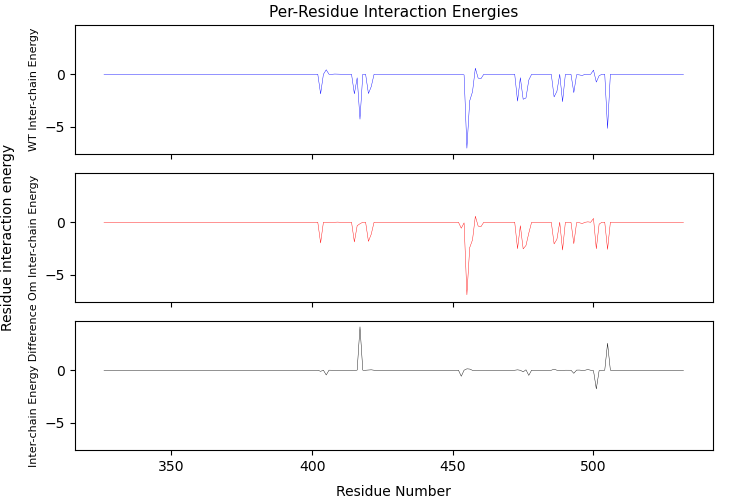 Per-Residue Interaction Energies
Residue interaction energy
WT Inter-chain Energy
0
−5
Om Inter-chain Energy
0
−5
Inter-chain Energy Difference
0
−5
350
400
450
500
Residue Number